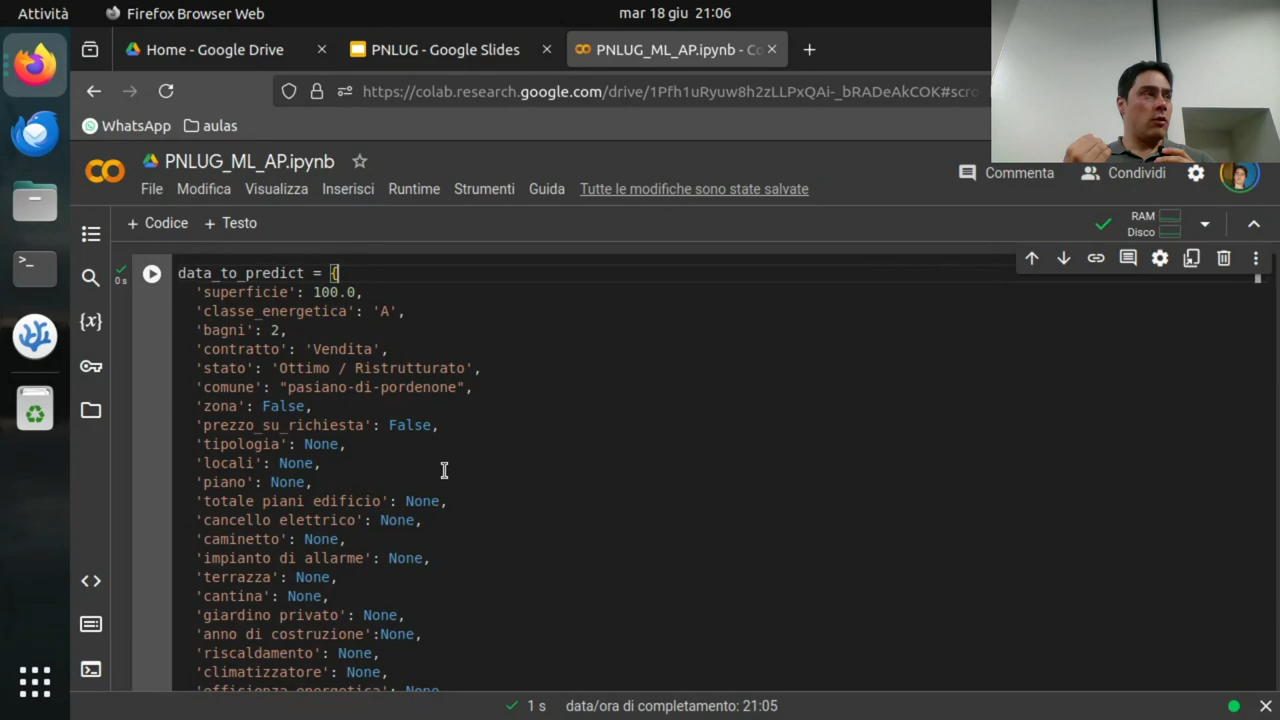 Attività
Firefox Browser Web
mar 18 giu 21:06
Home - Google Drive
PNLUG - Google Slides
PNLUG_ML_AP.ipynb - Co
https://colab.research.google.com/drive/1Pfh1uRyuw8h2zLLPxQAi-_bRADeAkCOK#scro
WhatsApp
aulas
PNLUG_ML_AP.ipynb
File Modifica Visualizza Inserisci Runtime Strumenti Guida Tutte le modifiche sono state salvate
Commenta
Condividi
+ Codice + Testo
RAM
Disco
0s
data_to_predict = {
'superficie': 100.0,
'classe_energetica': 'A',
'bagni': 2,
'contratto': 'Vendita',
'stato': 'Ottimo / Ristrutturato',
'comune': "pasiano-di-pordenone",
'zona': False,
'prezzo_su_richiesta': False,
'tipologia': None,
'locali': None,
'piano': None,
'totale piani edificio': None,
'cancello elettrico': None,
'caminetto': None,
'impianto di allarme': None,
'terrazza': None,
'cantina': None,
'giardino privato': None,
'anno di costruzione':None,
'riscaldamento': None,
'climatizzatore': None,
'efficienza energetica': None
1 s data/ora di completamento: 21:05